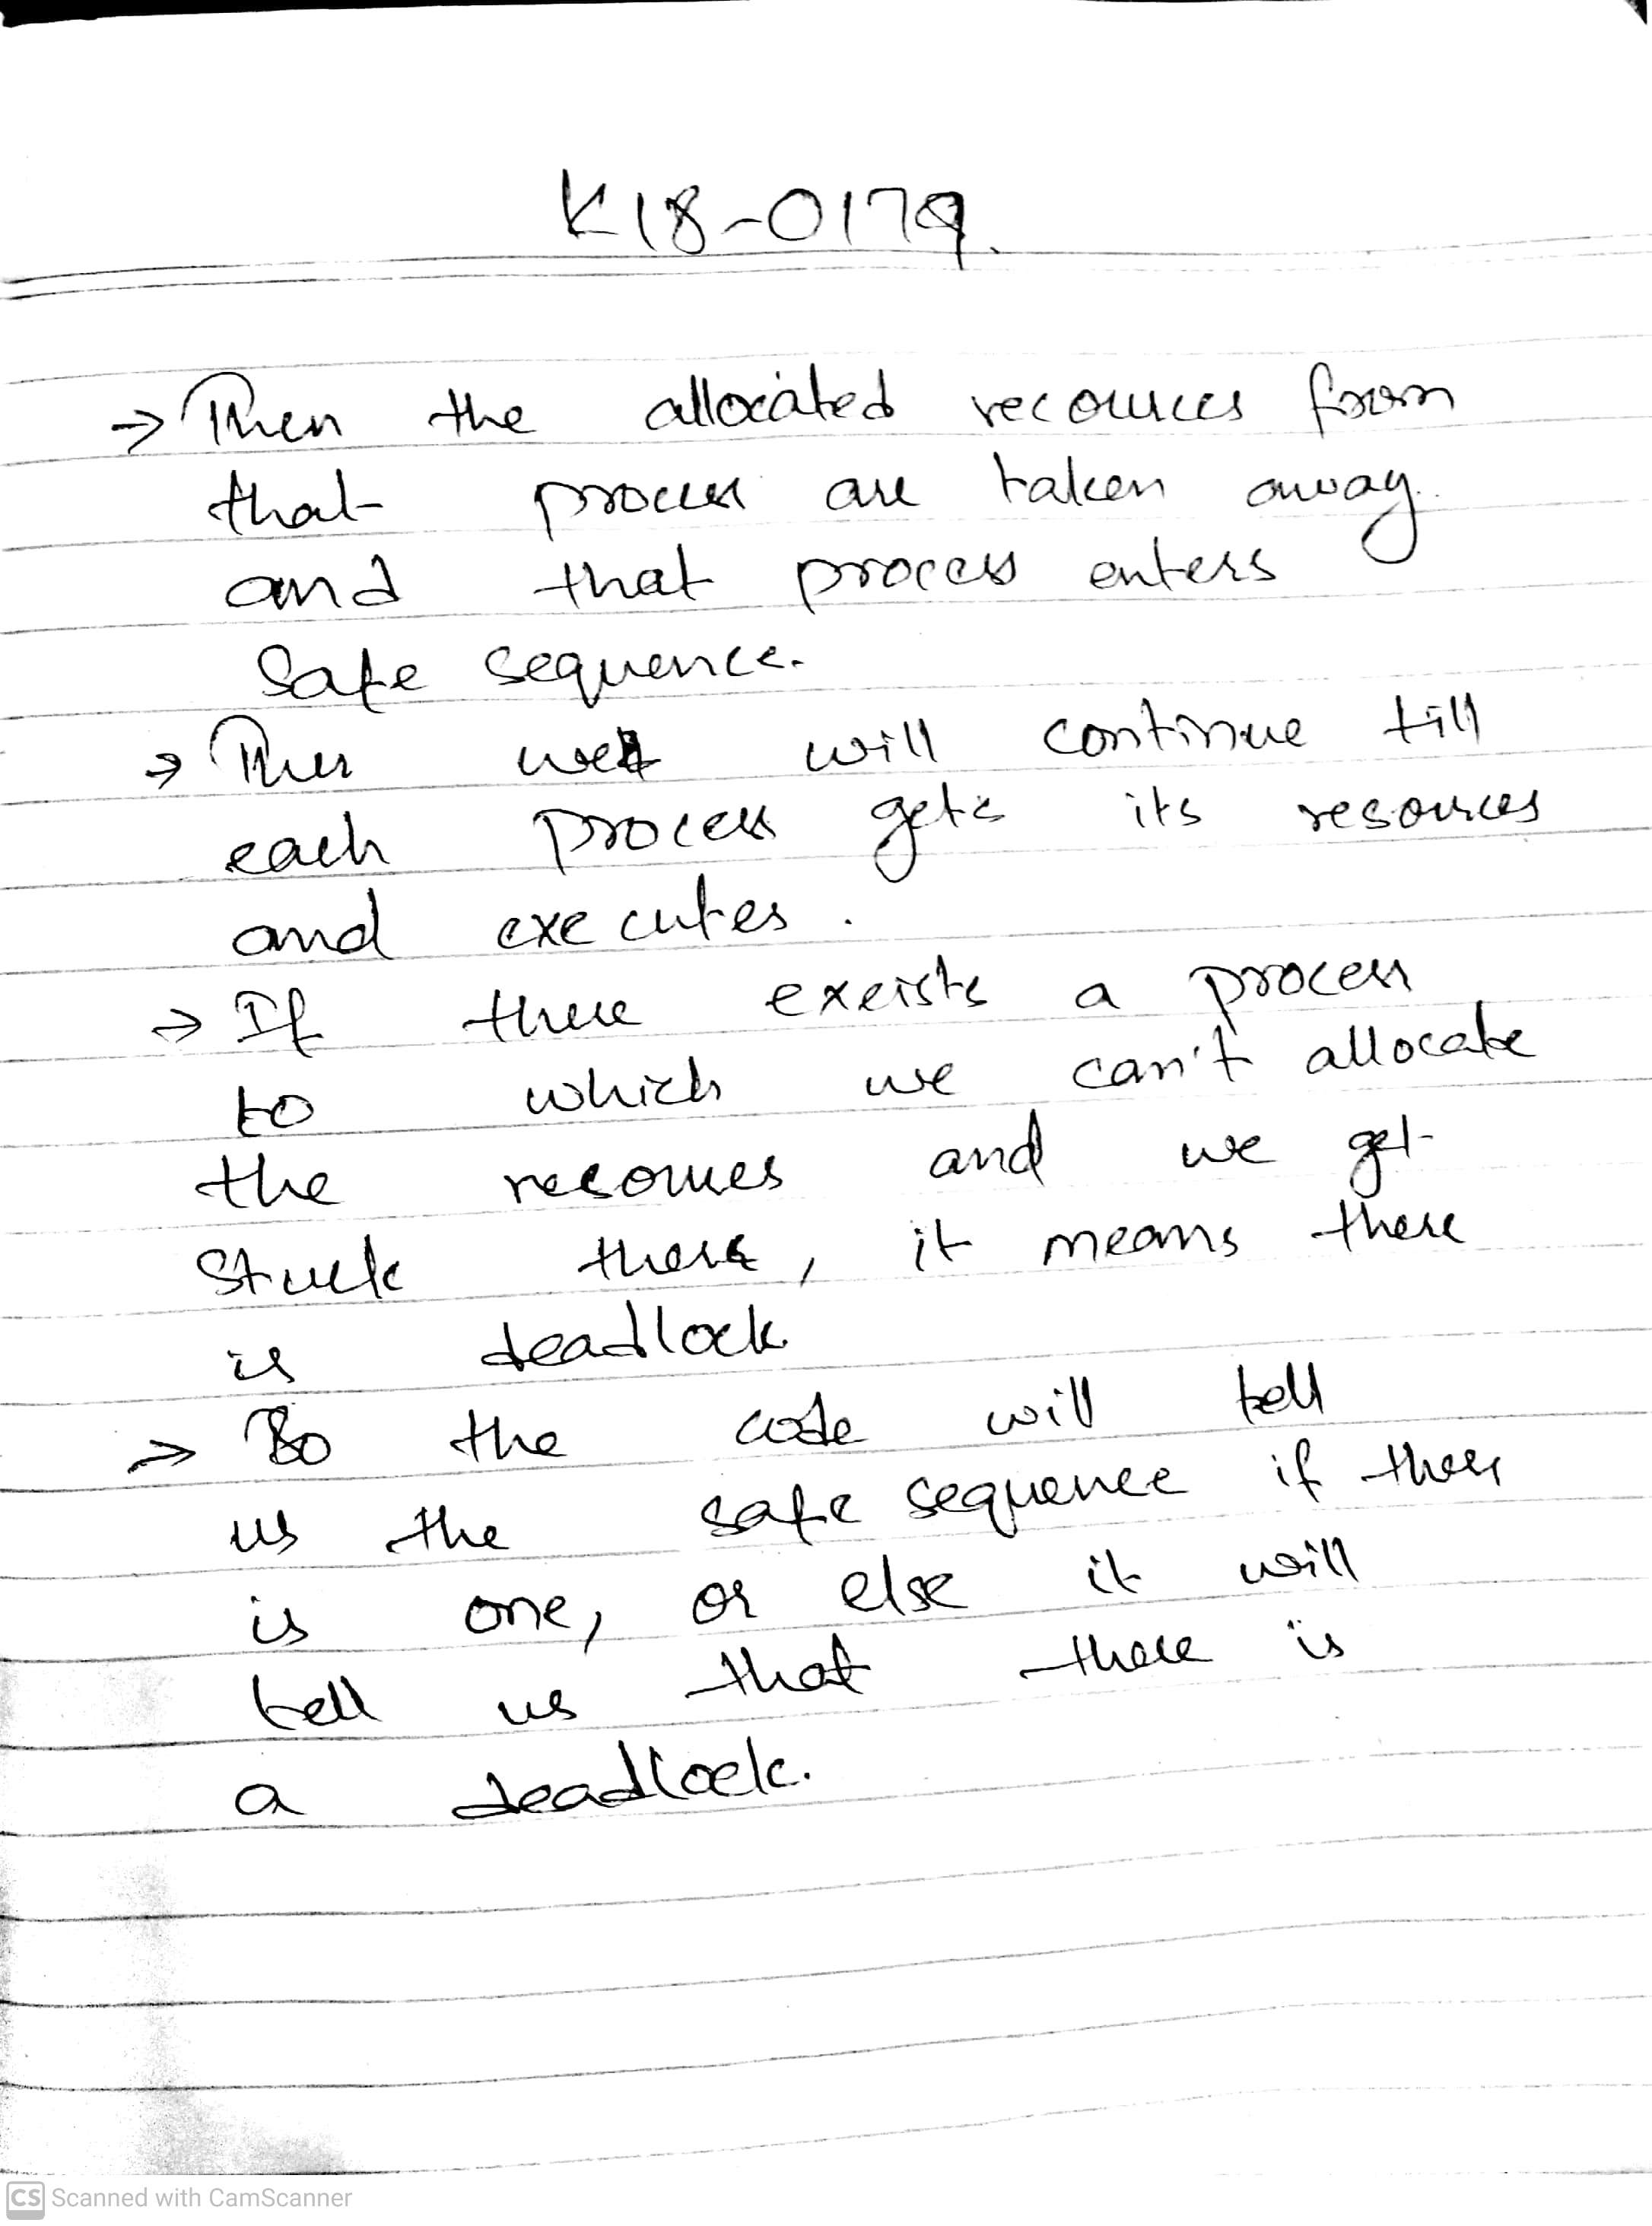 K18-0179.
→ Then the allocated recources from
that process are taken away.
and that process enters
Safe sequence.
→ Then we will continue till
each process gets its resources
and executes.
→ If there exeists a process
to which we can't allocate
the resources and we get
stuck there, it means there
is deadlock
→ So the code will tell
us the safe sequence if there
is one, or else it will
tell us that there is
a deadlock.
CS Scanned with CamScanner